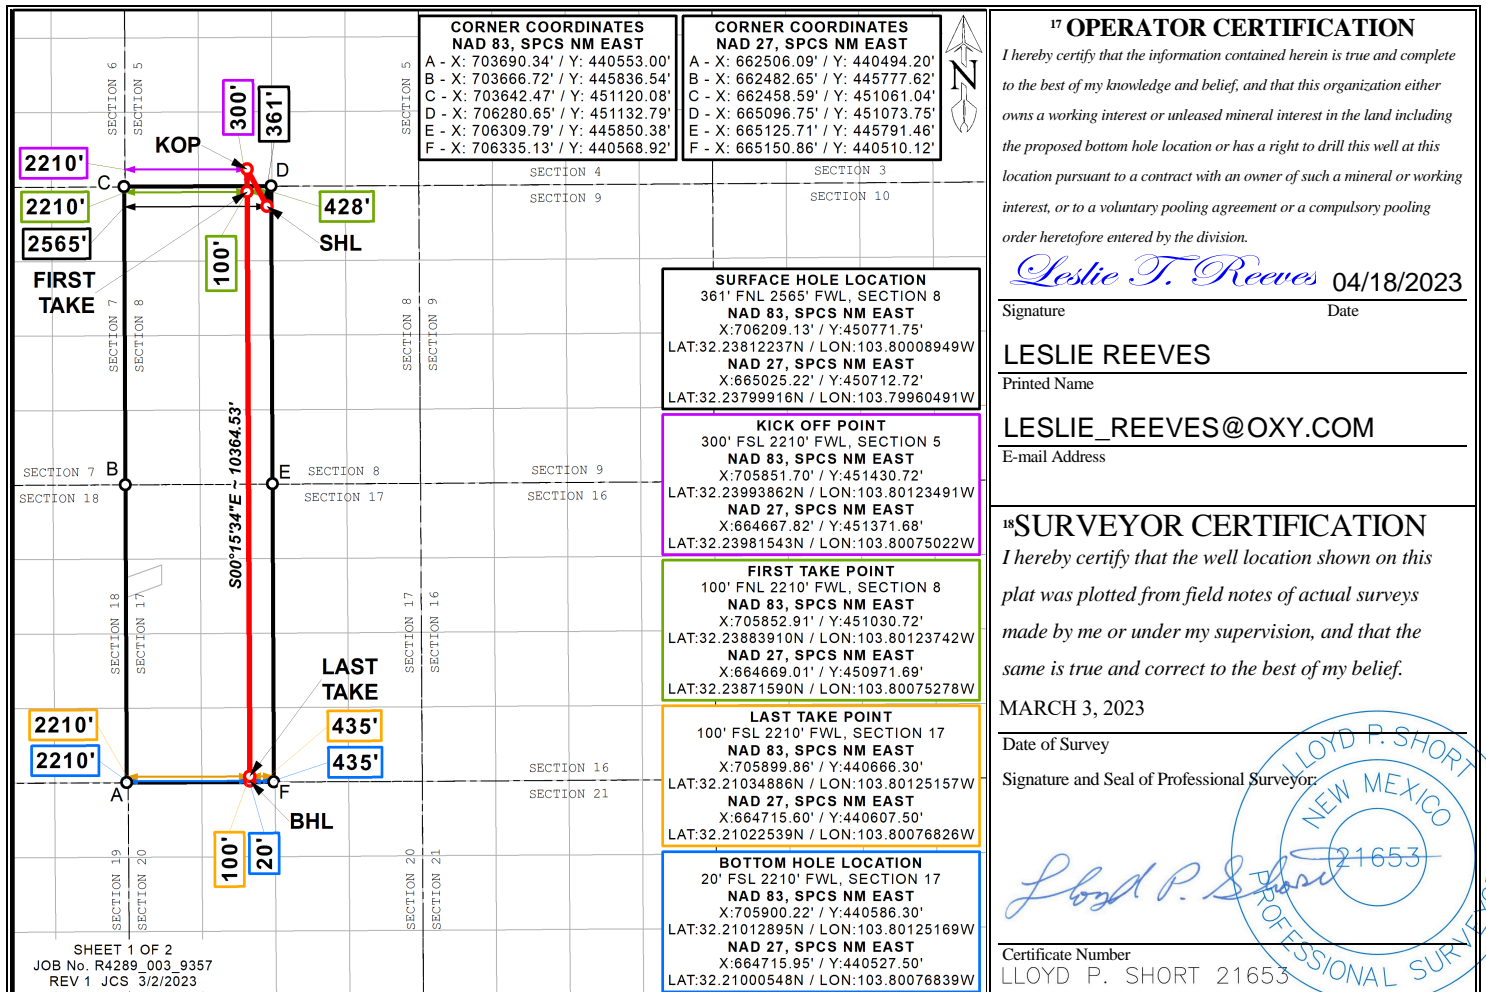 CORNER COORDINATES
NAD 83, SPCS NM EAST
A - X: 703690.34' / Y: 440553.00'
B - X: 703666.72' / Y: 445836.54'
C - X: 703642.47' / Y: 451120.08'
D - X: 706280.65' / Y: 451132.79'
E - X: 706309.79' / Y: 445850.38'
F - X: 706335.13' / Y: 440568.92'
CORNER COORDINATES
NAD 27, SPCS NM EAST
A - X: 662506.09' / Y: 440494.20'
B - X: 662482.65' / Y: 445777.62'
C - X: 662458.59' / Y: 451061.04'
D - X: 665096.75' / Y: 451073.75'
E - X: 665125.71' / Y: 445791.46'
F - X: 665150.86' / Y: 440510.12'
N
SECTION 6
SECTION 5
SECTION 5
300'
361'
KOP
2210'
C
D
SECTION 4
SECTION 3
2210'
428'
SECTION 9
SECTION 10
2565'
SHL
100'
FIRST
TAKE
SECTION 7
SECTION 8
SECTION 8
SECTION 9
S00°15'34"E ~ 10364.53'
SECTION 7
B
E
SECTION 8
SECTION 9
SECTION 18
SECTION 17
SECTION 16
SECTION 18
SECTION 17
SECTION 17
SECTION 16
LAST
TAKE
2210'
435'
2210'
435'
A
F
SECTION 16
SECTION 21
BHL
100'
20'
SECTION 19
SECTION 20
SECTION 20
SECTION 21
SHEET 1 OF 2
JOB No. R4289_003_9357
REV 1 JCS 3/2/2023
SURFACE HOLE LOCATION
361' FNL 2565' FWL, SECTION 8
NAD 83, SPCS NM EAST
X:706209.13' / Y:450771.75'
LAT:32.23812237N / LON:103.80008949W
NAD 27, SPCS NM EAST
X:665025.22' / Y:450712.72'
LAT:32.23799916N / LON:103.79960491W
KICK OFF POINT
300' FSL 2210' FWL, SECTION 5
NAD 83, SPCS NM EAST
X:705851.70' / Y:451430.72'
LAT:32.23993862N / LON:103.80123491W
NAD 27, SPCS NM EAST
X:664667.82' / Y:451371.68'
LAT:32.23981543N / LON:103.80075022W
FIRST TAKE POINT
100' FNL 2210' FWL, SECTION 8
NAD 83, SPCS NM EAST
X:705852.91' / Y:451030.72'
LAT:32.23883910N / LON:103.80123742W
NAD 27, SPCS NM EAST
X:664669.01' / Y:450971.69'
LAT:32.23871590N / LON:103.80075278W
LAST TAKE POINT
100' FSL 2210' FWL, SECTION 17
NAD 83, SPCS NM EAST
X:705899.86' / Y:440666.30'
LAT:32.21034886N / LON:103.80125157W
NAD 27, SPCS NM EAST
X:664715.60' / Y:440607.50'
LAT:32.21022539N / LON:103.80076826W
BOTTOM HOLE LOCATION
20' FSL 2210' FWL, SECTION 17
NAD 83, SPCS NM EAST
X:705900.22' / Y:440586.30'
LAT:32.21012895N / LON:103.80125169W
NAD 27, SPCS NM EAST
X:664715.95' / Y:440527.50'
LAT:32.21000548N / LON:103.80076839W
17 OPERATOR CERTIFICATION
I hereby certify that the information contained herein is true and complete
to the best of my knowledge and belief, and that this organization either
owns a working interest or unleased mineral interest in the land including
the proposed bottom hole location or has a right to drill this well at this
location pursuant to a contract with an owner of such a mineral or working
interest, or to a voluntary pooling agreement or a compulsory pooling
order heretofore entered by the division.
Leslie T. Reeves 04/18/2023
Signature Date
LESLIE REEVES
Printed Name
LESLIE_REEVES@OXY.COM
E-mail Address
18SURVEYOR CERTIFICATION
I hereby certify that the well location shown on this
plat was plotted from field notes of actual surveys
made by me or under my supervision, and that the
same is true and correct to the best of my belief.
MARCH 3, 2023
Date of Survey
Signature and Seal of Professional Surveyor:
LLOYD P. SHORT
NEW MEXICO
21653
PROFESSIONAL SURVEY
Lloyd P. Short
Certificate Number
LLOYD P. SHORT 21653